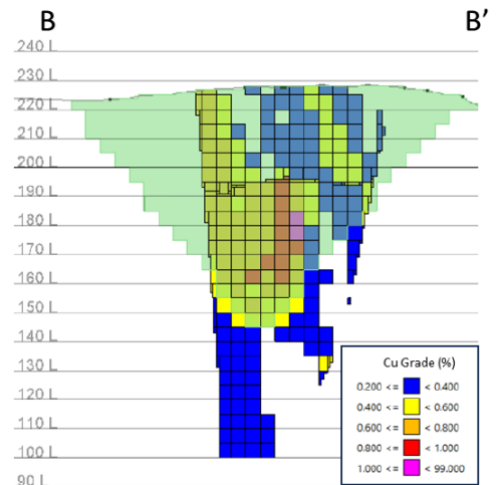 B B’
240 L
230 L
220 L
210 L
200 L
190 L
180 L
170 L
160 L
150 L
140 L
130 L
120 L
110 L
100 L
90 L
Cu Grade (%)
0.200 <= < 0.400
0.400 <= < 0.600
0.600 <= < 0.800
0.800 <= < 1.000
1.000 <= < 99.000